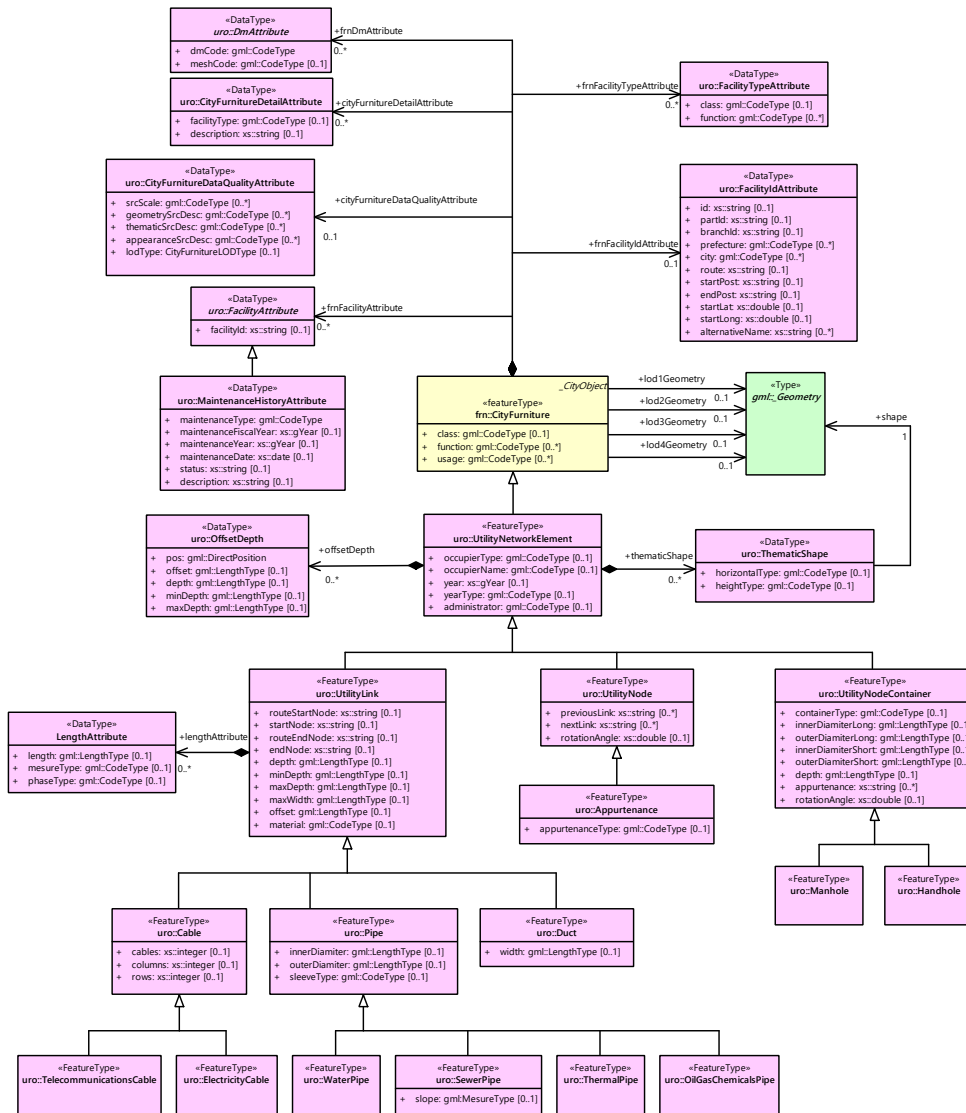 «DataType»
uro::DmAttribute
+ dmCode: gml::CodeType
+ meshCode: gml::CodeType [0..1]
+frnDmAttribute
0..*
«DataType»
uro::CityFurnitureDetailAttribute
+ facilityType: gml::CodeType [0..1]
+ description: xs::string [0..1]
+cityFurnitureDetailAttribute
0..*
«DataType»
uro::FacilityTypeAttribute
+ class: gml::CodeType [0..1]
+ function: gml::CodeType [0..*]
+frnFacilityTypeAttribute
0..*
«DataType»
uro::CityFurnitureDataQualityAttribute
+ srcScale: gml::CodeType [0..*]
+ geometrySrcDesc: gml::CodeType [0..*]
+ thematicSrcDesc: gml::CodeType [0..*]
+ appearanceSrcDesc: gml::CodeType [0..*]
+ lodType: CityFurnitureLODType [0..1]
+cityFurnitureDataQualityAttribute
0..1
«DataType»
uro::FacilityIdAttribute
+ id: xs::string [0..1]
+ partId: xs::string [0..1]
+ branchId: xs::string [0..1]
+ prefecture: gml::CodeType [0..*]
+ city: gml::CodeType [0..*]
+ route: xs::string [0..1]
+ startPost: xs::string [0..1]
+ endPost: xs::string [0..1]
+ startLat: xs::double [0..1]
+ startLong: xs::double [0..1]
+ alternativeName: xs::string [0..*]
+frnFacilityIdAttribute
0..1
«DataType»
uro::FacilityAttribute
+ facilityId: xs::string [0..1]
+frnFacilityAttribute
0..*
«DataType»
uro::MaintenanceHistoryAttribute
+ maintenanceType: gml::CodeType
+ maintenanceFiscalYear: xs::gYear [0..1]
+ maintenanceYear: xs::gYear [0..1]
+ maintenanceDate: xs::date [0..1]
+ status: xs::string [0..1]
+ description: xs::string [0..1]
_CityObject
«featureType»
frn::CityFurniture
+ class: gml::CodeType [0..1]
+ function: gml::CodeType [0..*]
+ usage: gml::CodeType [0..*]
+lod1Geometry
0..1
+lod2Geometry
0..1
+lod3Geometry
0..1
+lod4Geometry
0..1
«Type»
gml::_Geometry
+shape
1
«DataType»
uro::OffsetDepth
+ pos: gml::DirectPosition
+ offset: gml::LengthType [0..1]
+ depth: gml::LengthType [0..1]
+ minDepth: gml::LengthType [0..1]
+ maxDepth: gml::LengthType [0..1]
+offsetDepth
0..*
«FeatureType»
uro::UtilityNetworkElement
+ occupierType: gml::CodeType [0..1]
+ occupierName: gml::CodeType [0..1]
+ year: xs::gYear [0..1]
+ yearType: gml::CodeType [0..1]
+ administrator: gml::CodeType [0..1]
+thematicShape
0..*
«DataType»
uro::ThematicShape
+ horizontalType: gml::CodeType [0..1]
+ heightType: gml::CodeType [0..1]
«DataType»
LengthAttribute
+ length: gml::LengthType [0..1]
+ mesureType: gml::CodeType [0..1]
+ phaseType: gml::CodeType [0..1]
+lengthAttribute
0..*
«FeatureType»
uro::UtilityLink
+ routeStartNode: xs::string [0..1]
+ startNode: xs::string [0..1]
+ routeEndNode: xs::string [0..1]
+ endNode: xs::string [0..1]
+ depth: gml::LengthType [0..1]
+ minDepth: gml::LengthType [0..1]
+ maxDepth: gml::LengthType [0..1]
+ maxWidth: gml::LengthType [0..1]
+ offset: gml::LengthType [0..1]
+ material: gml::CodeType [0..1]
«FeatureType»
uro::UtilityNode
+ previousLink: xs::string [0..*]
+ nextLink: xs::string [0..*]
+ rotationAngle: xs::double [0..1]
«FeatureType»
uro::Appurtenance
+ appurtenanceType: gml::CodeType [0..1]
«FeatureType»
uro::UtilityNodeContainer
+ containerType: gml::CodeType [0..1]
+ innerDiamiterLong: gml::LengthType [0..1]
+ outerDiamiterLong: gml::LengthType [0..1]
+ innerDiamiterShort: gml::LengthType [0..1]
+ outerDiamiterShort: gml::LengthType [0..1]
+ depth: gml::LengthType [0..1]
+ appurtenance: xs::string [0..*]
+ rotationAngle: xs::double [0..1]
«FeatureType»
uro::Manhole
«FeatureType»
uro::Handhole
«FeatureType»
uro::Cable
+ cables: xs::integer [0..1]
+ columns: xs::integer [0..1]
+ rows: xs::integer [0..1]
«FeatureType»
uro::Pipe
+ innerDiamiter: gml::LengthType [0..1]
+ outerDiamiter: gml::LengthType [0..1]
+ sleeveType: gml::CodeType [0..1]
«FeatureType»
uro::Duct
+ width: gml::LengthType [0..1]
«FeatureType»
uro::TelecommunicationsCable
«FeatureType»
uro::ElectricityCable
«FeatureType»
uro::WaterPipe
«FeatureType»
uro::SewerPipe
+ slope: gml:MesureType [0..1]
«FeatureType»
uro::ThermalPipe
«FeatureType»
uro::OilGasChemicalsPipe